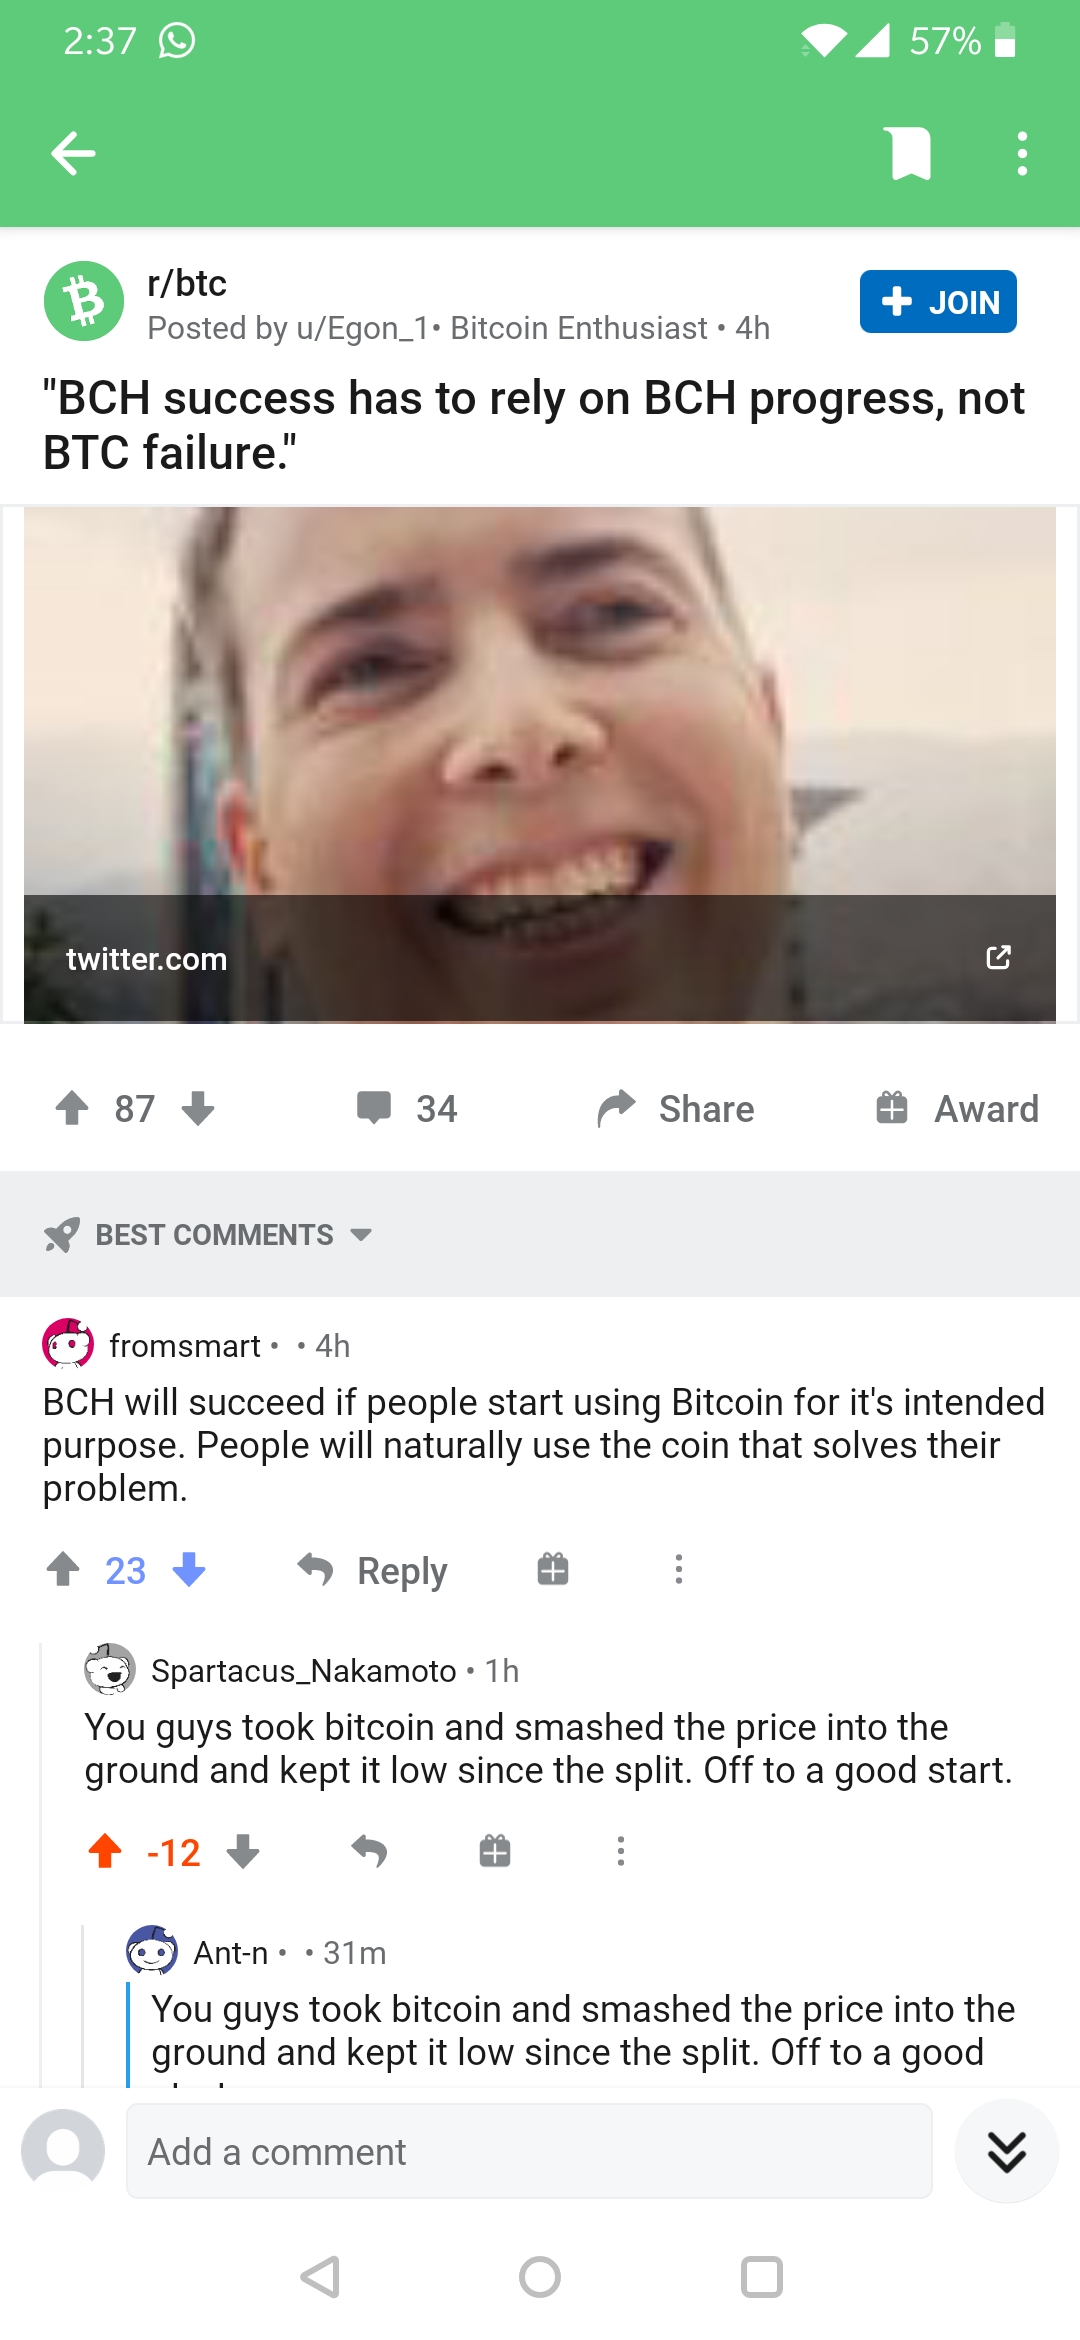 2:37
57%
r/btc
JOIN
Posted by u/Egon_1• Bitcoin Enthusiast • 4h
"BCH success has to rely on BCH progress, not
BTC failure."
twitter.com
87
34
Share
Award
BEST COMMENTS
fromsmart • • 4h
BCH will succeed if people start using Bitcoin for it's intended
purpose. People will naturally use the coin that solves their
problem.
23
Reply
Spartacus_Nakamoto • 1h
You guys took bitcoin and smashed the price into the
ground and kept it low since the split. Off to a good start.
-12
Ant-n • • 31m
You guys took bitcoin and smashed the price into the
ground and kept it low since the split. Off to a good
Add a comment